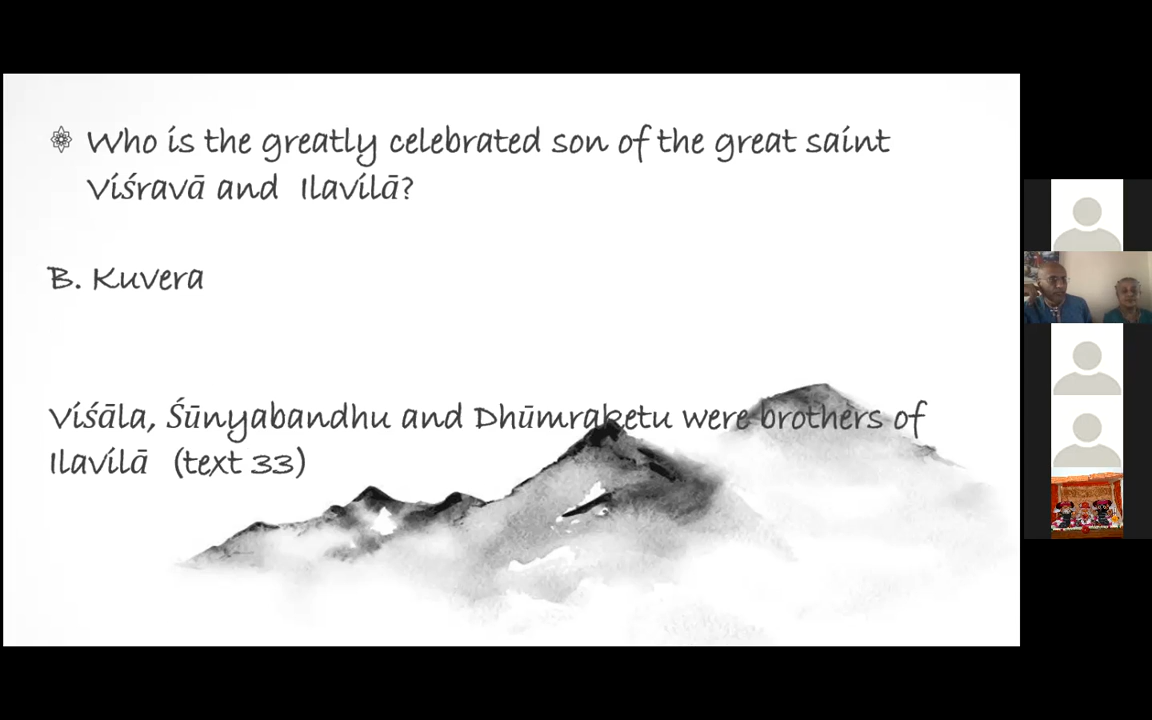 Who is the greatly celebrated son of the great saint
Viśravā and Ilavilā?
B. Kuvera
Viśāla, Śūnyabandhu and Dhūmraketu were brothers of
Ilavilā (text 33)